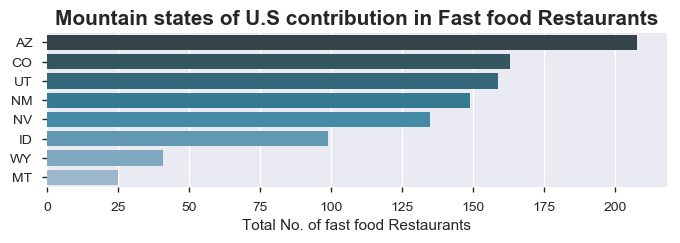 Mountain states of U.S contribution in Fast food Restaurants
AZ
CO
UT
NM
NV
ID
WY
MT
0 25 50 75 100 125 150 175 200
Total No. of fast food Restaurants